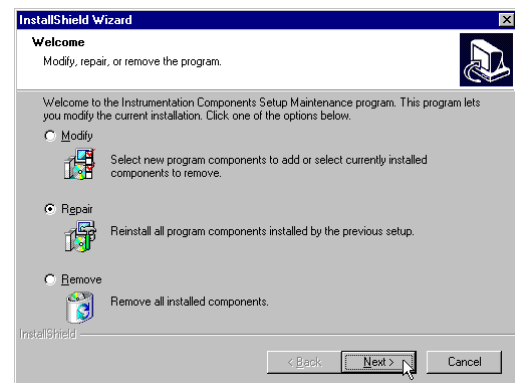 InstallShield Wizard
Welcome
Modify, repair, or remove the program.
Welcome to the Instrumentation Components Setup Maintenance program. This program lets
you modify the current installation. Click one of the options below.
Modify
Select new program components to add or select currently installed
components to remove.
Repair
Reinstall all program components installed by the previous setup.
Remove
Remove all installed components.
InstallShield
< Back
Next >
Cancel